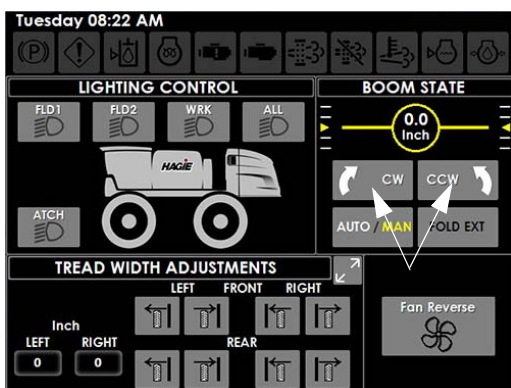 Tuesday 08:22 AM
(P)
LIGHTING CONTROL
FLD1 FLD2 WRK ALL
HAGIE
ATCH
BOOM STATE
0.0
Inch
CW CCW
AUTO / MAN FOLD EXT
TREAD WIDTH ADJUSTMENTS
LEFT FRONT RIGHT
Inch
LEFT RIGHT
0 0
REAR
Fan Reverse